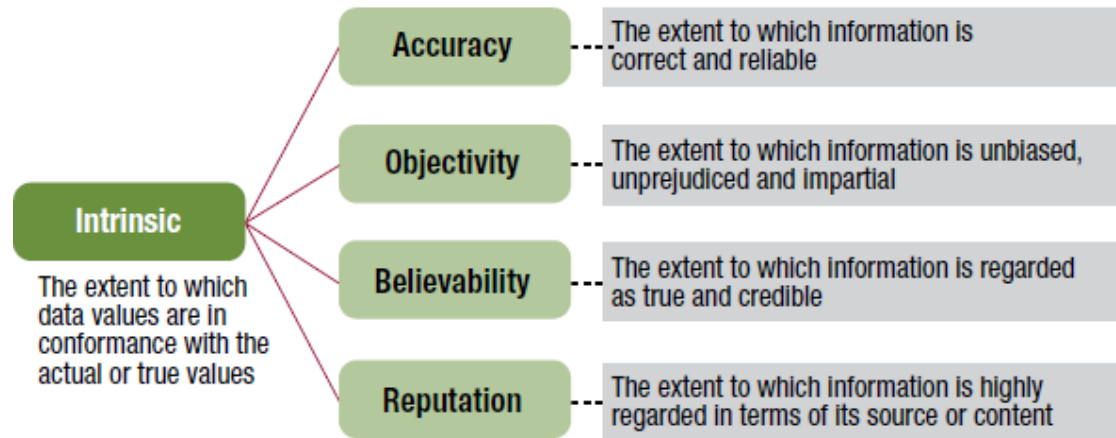 Intrinsic
The extent to which
data values are in
conformance with the
actual or true values
Accuracy
The extent to which information is
correct and reliable
Objectivity
The extent to which information is unbiased,
unprejudiced and impartial
Believability
The extent to which information is regarded
as true and credible
Reputation
The extent to which information is highly
regarded in terms of its source or content